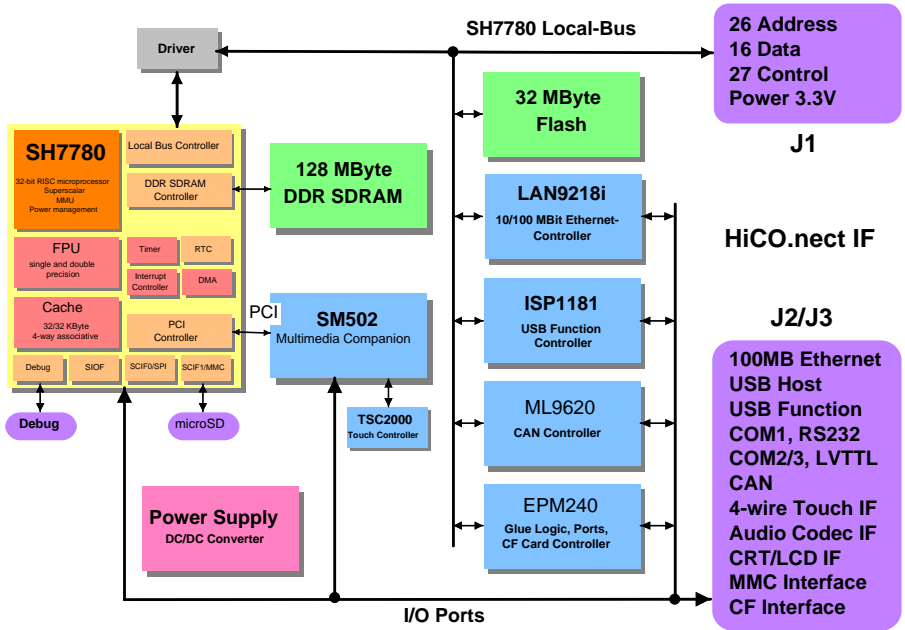 SH7780 Local-Bus
26 Address
16 Data
27 Control
Power 3.3V
J1
Driver
SH7780
32-bit RISC microprocessor
Superscalar
MMU
Power management
Local Bus Controller
DDR SDRAM
Controller
FPU
single and double
precision
Timer
RTC
Interrupt
Controller
DMA
Cache
32/32 KByte
4-way associative
PCI
Controller
Debug
SIOF
SCIF0/SPI
SCIF1/MMC
Debug
microSD
128 MByte
DDR SDRAM
PCI
SM502
Multimedia Companion
TSC2000
Touch Controller
Power Supply
DC/DC Converter
32 MByte
Flash
LAN9218i
10/100 MBit Ethernet-
Controller
ISP1181
USB Function
Controller
ML9620
CAN Controller
EPM240
Glue Logic, Ports,
CF Card Controller
I/O Ports
HiCO.nect IF
J2/J3
100MB Ethernet
USB Host
USB Function
COM1, RS232
COM2/3, LVTTL
CAN
4-wire Touch IF
Audio Codec IF
CRT/LCD IF
MMC Interface
CF Interface